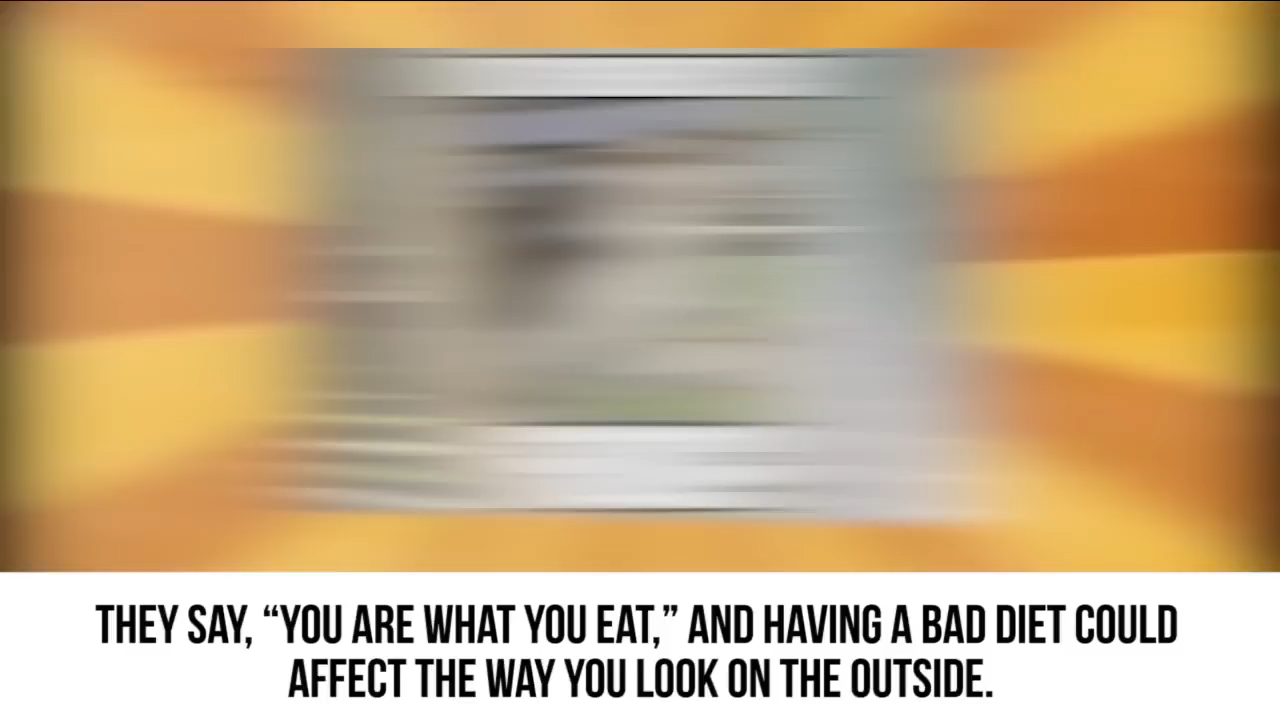 THEY SAY, “YOU ARE WHAT YOU EAT,” AND HAVING A BAD DIET COULD
AFFECT THE WAY YOU LOOK ON THE OUTSIDE.